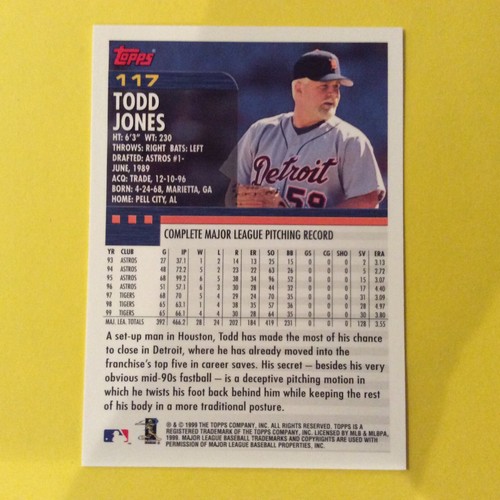 Topps
117
TODD
JONES
HT: 6'3" WT: 230
THROWS: RIGHT BATS: LEFT
DRAFTED: ASTROS #1-
JUNE, 1989
ACQ: TRADE, 12-10-96
BORN: 4-24-68, MARIETTA, GA
HOME: PELL CITY, AL
Detroit
59
COMPLETE MAJOR LEAGUE PITCHING RECORD
YR CLUB G IP W L R ER SO BB GS CG SHO SV ERA
93 ASTROS 27 37.1 1 2 14 13 25 15 0 0 0 2 3.13
94 ASTROS 48 72.2 5 2 23 22 63 26 0 0 0 5 2.72
95 ASTROS 68 99.2 6 5 38 34 96 52 0 0 0 15 3.07
96 ASTROS 51 57.1 6 3 30 28 44 32 0 0 0 17 4.40
97 TIGERS 68 70 5 4 29 24 70 35 0 0 0 31 3.09
98 TIGERS 65 63.1 1 4 38 35 57 36 0 0 0 28 4.97
99 TIGERS 65 66.1 4 4 30 28 64 35 0 0 0 30 3.80
MAJ. LEA. TOTALS 392 466.2 28 24 202 184 419 231 0 0 0 128 3.55
A set-up man in Houston, Todd has made the most of his chance
to close in Detroit, where he has already moved into the
franchise's top five in career saves. His secret — besides his very
obvious mid-90s fastball — is a deceptive pitching motion in
which he twists his foot back behind him while keeping the rest
of his body in a more traditional posture.
® & © 1999 THE TOPPS COMPANY, INC. ALL RIGHTS RESERVED. TOPPS IS A
REGISTERED TRADEMARK OF THE TOPPS COMPANY, INC. LICENSED BY MLB & MLBPA,
1999. MAJOR LEAGUE BASEBALL TRADEMARKS AND COPYRIGHTS ARE USED WITH
PERMISSION OF MAJOR LEAGUE BASEBALL PROPERTIES, INC.